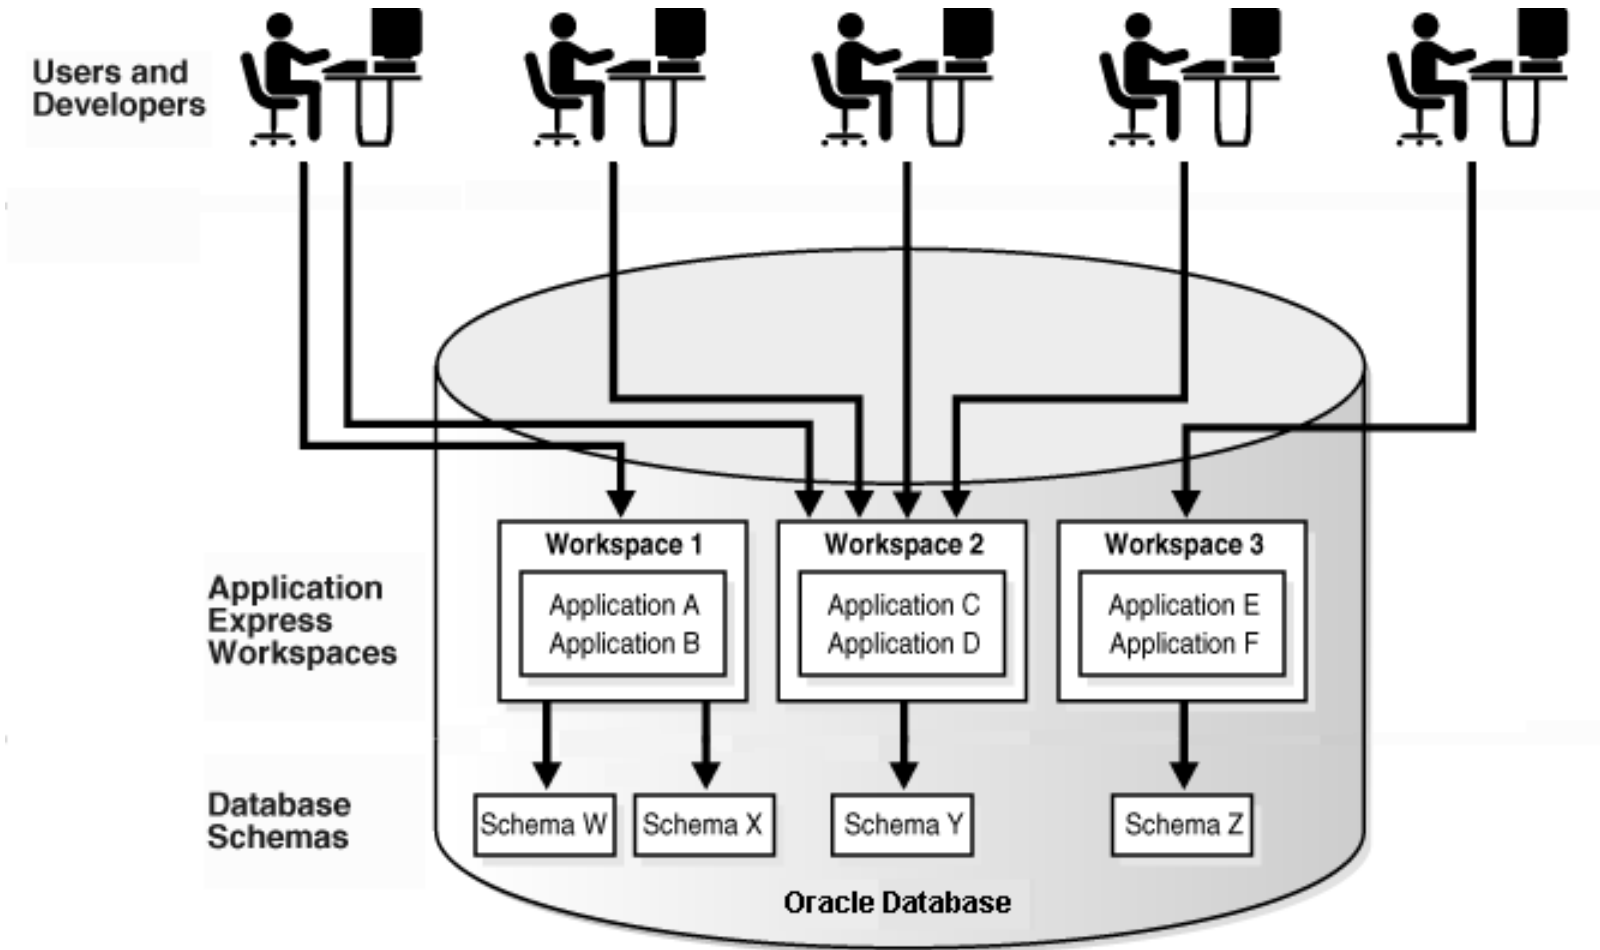 Users and
Developers
Workspace 1
Workspace 2
Workspace 3
Application
Express
Workspaces
Application A
Application B
Application C
Application D
Application E
Application F
Database
Schemas
Schema W
Schema X
Schema Y
Schema Z
Oracle Database